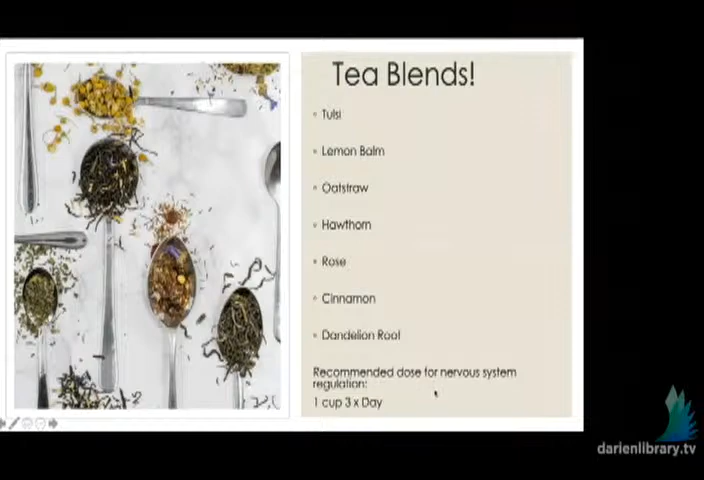 Tea Blends!
Tulsi
Lemon Balm
Oatstraw
Hawthorn
Rose
Cinnamon
Dandelion Root
Recommended dose for nervous system
regulation:
1 cup 3 x Day
darienlibrary.tv